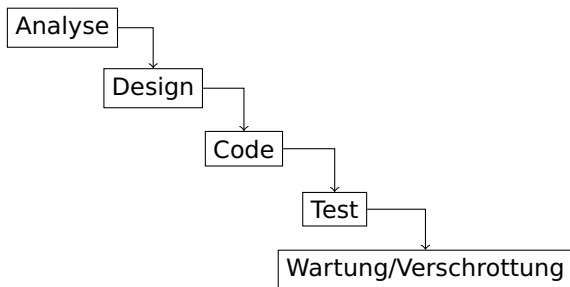 Analyse
Design
Code
Test
Wartung/Verschrottung